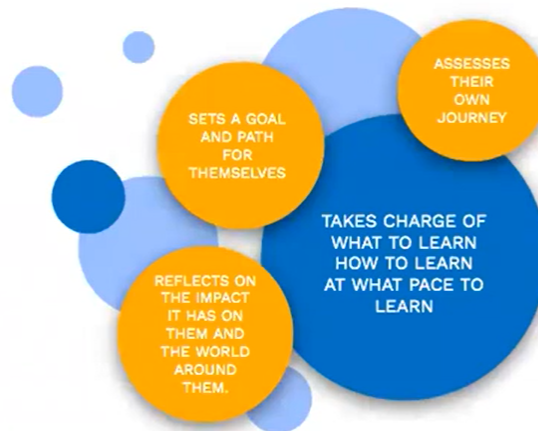 ASSESSES
THEIR
OWN
JOURNEY
SETS A GOAL
AND PATH
FOR
THEMSELVES
TAKES CHARGE OF
WHAT TO LEARN
HOW TO LEARN
AT WHAT PACE TO
LEARN
REFLECTS ON
THE IMPACT
IT HAS ON
THEM AND
THE WORLD
AROUND
THEM.